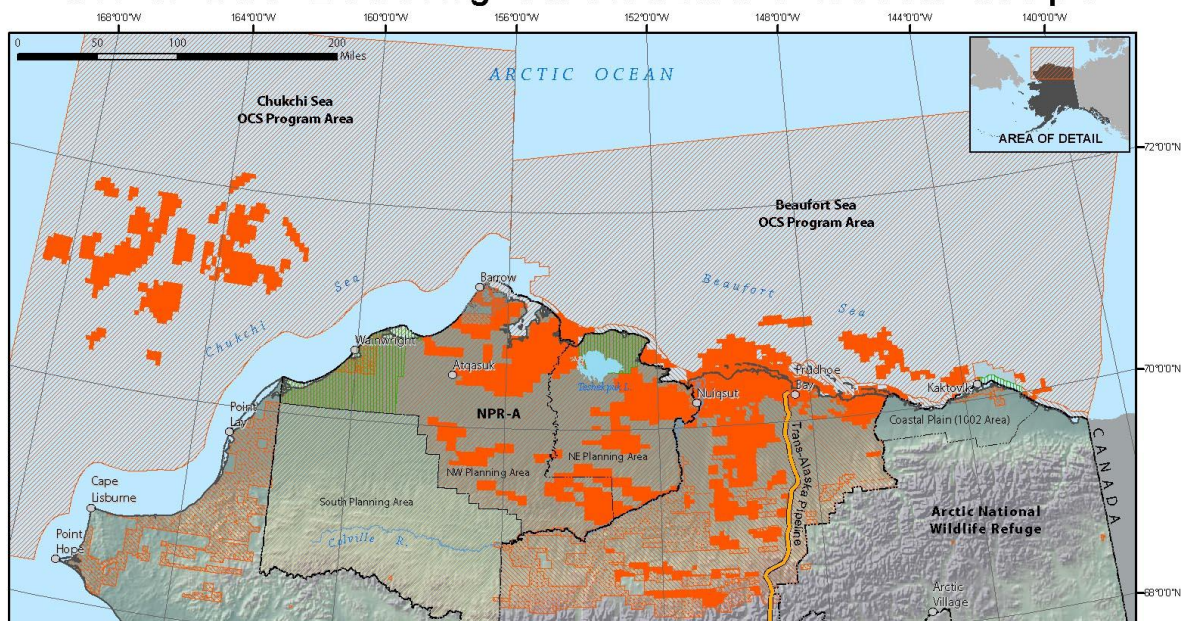 168°0'0"W
164°0'0"W
160°0'0"W
156°0'0"W
152°0'0"W
148°0'0"W
144°0'0"W
140°0'0"W
0
50
100
200
Miles
ARCTIC OCEAN
AREA OF DETAIL
Chukchi Sea
OCS Program Area
72°0'0"N
Beaufort Sea
OCS Program Area
Barrow
Beaufort
Sea
Chukchi
Sea
Wainwright
Atqasuk
Prudhoe
Bay
70°0'0"N
Teshekpuk L.
Nuiqsut
Kaktovik
Point
Lay
NPR-A
Coastal Plain (1002 Area)
CANADA
NE Planning Area
NW Planning Area
Trans-Alaska Pipeline
Cape
Lisburne
South Planning Area
Arctic National
Wildlife Refuge
Point
Hope
Colville R.
Arctic
Village
68°0'0"N